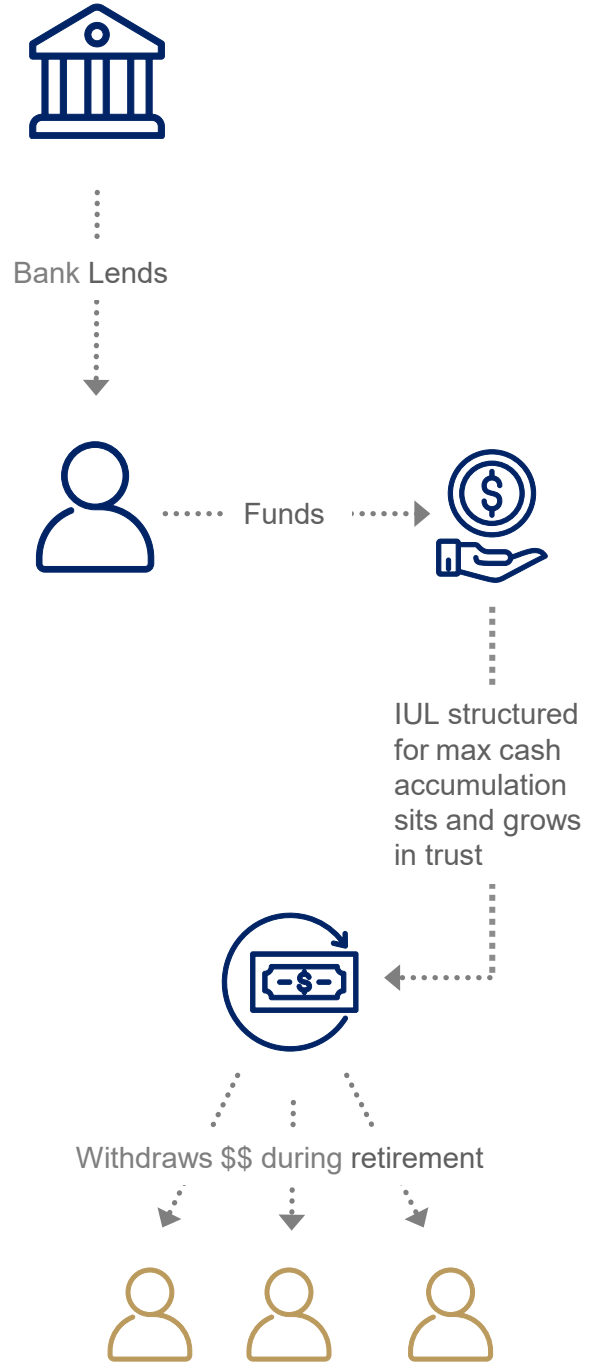 Bank Lends
Funds
$
IUL structured
for max cash
accumulation
sits and grows
in trust
$
Withdraws $$ during retirement